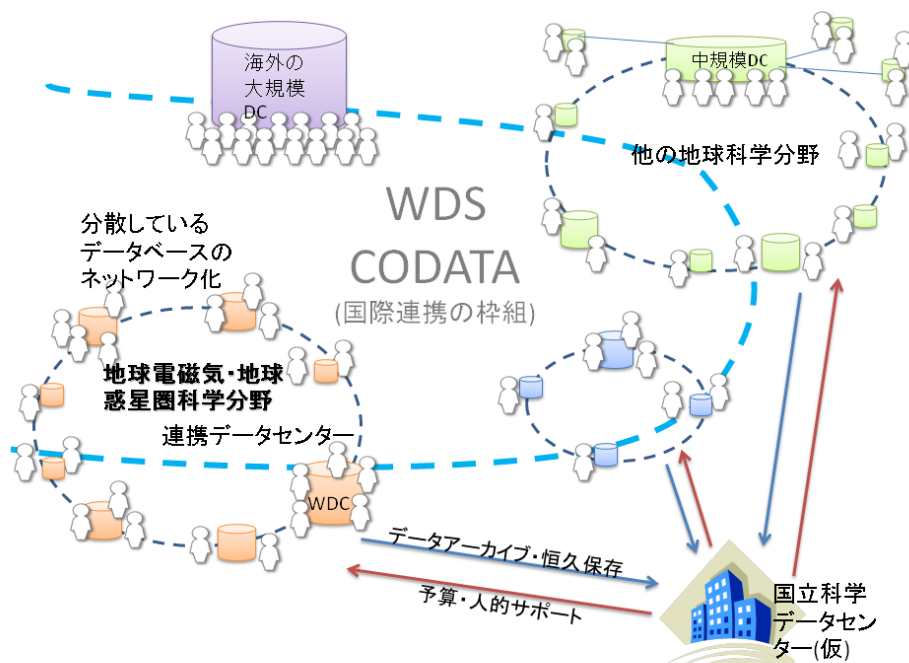 海外の
大規模
DC
中規模DC
他の地球科学分野
WDS
CODATA
(国際連携の枠組)
分散している
データベースの
ネットワーク化
地球電磁気・地球
惑星圏科学分野
連携データセンター
WDC
データアーカイブ・恒久保存
予算・人的サポート
国立科学
データセン
ター(仮)